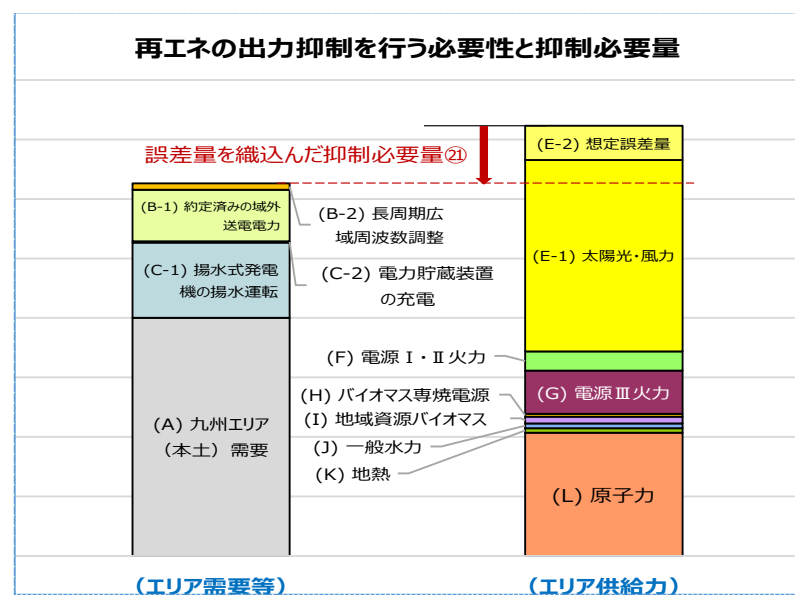 再エネの出力抑制を行う必要性と抑制必要量
誤差量を織込んだ抑制必要量㉑
(B-1) 約定済みの域外
送電電力
(B-2) 長周期広
域周波数調整
(C-1) 揚水式発電
機の揚水運転
(C-2) 電力貯蔵装置
の充電
(A) 九州エリア
（本土）需要
(E-2) 想定誤差量
(E-1) 太陽光・風力
(F) 電源Ⅰ・Ⅱ火力
(G) 電源Ⅲ火力
(H) バイオマス専焼電源
(I) 地域資源バイオマス
(J) 一般水力
(K) 地熱
(L) 原子力
（エリア需要等）
（エリア供給力）